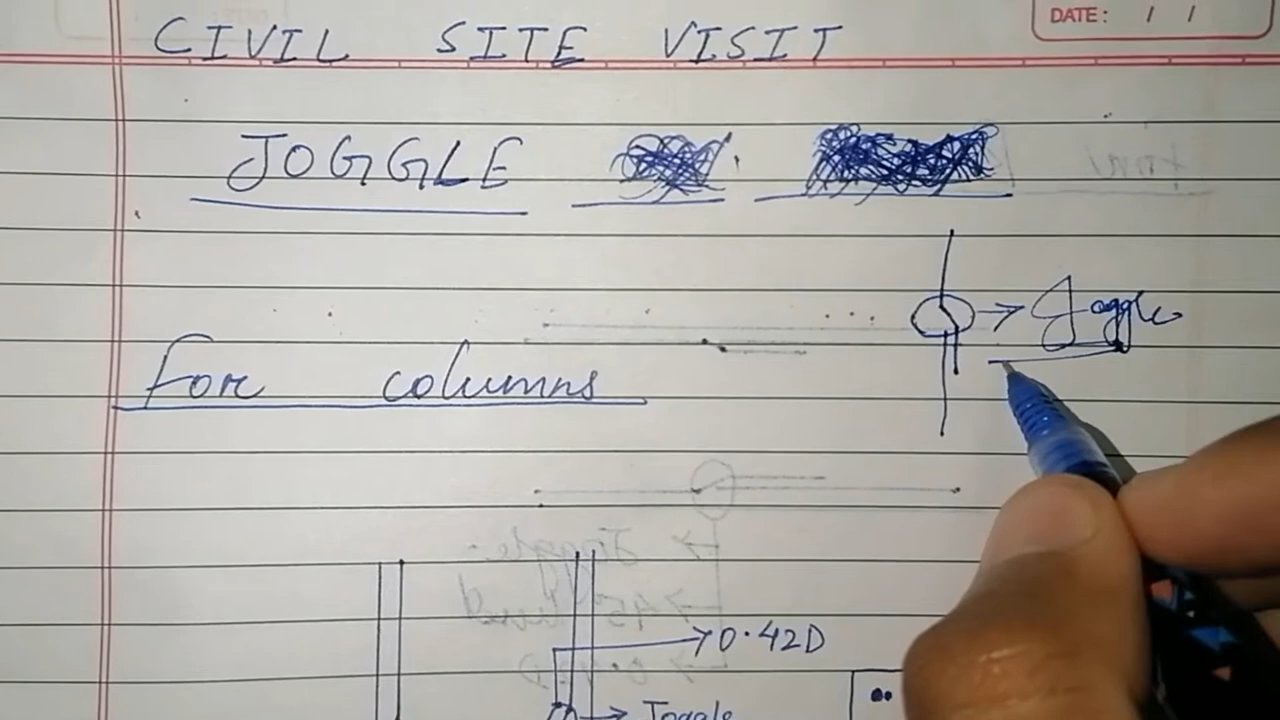 DATE: / /
CIVIL SITE VISIT
JOGGLE
Joggle
For columns
0.42D
Joggle